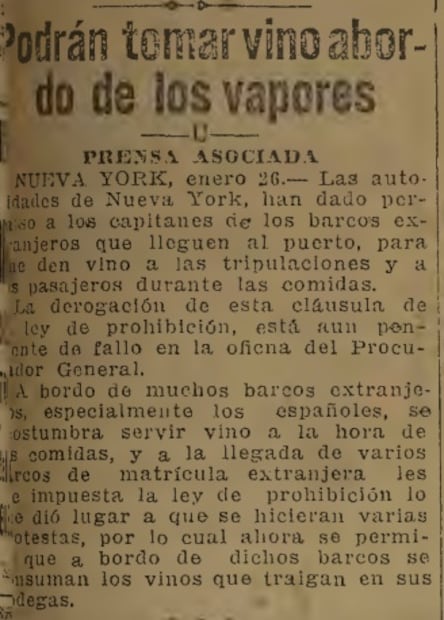 Podrán tomar vino abor-
do de los vapores
PRENSA ASOCIADA
NUEVA YORK, enero 26.— Las auto-
idades de Nueva York, han dado per-
so a los capitanes de los barcos ex-
anjeros que lleguen al puerto, para
ue den vino a las tripulaciones y a
s pasajeros durante las comidas.
La derogación de esta cláusula de
ley de prohibición, está aun pen-
ente de fallo en la oficna del Procu-
ador General.
A bordo de muchos barcos extranje-
os, especialmente los españoles, se
ostumbra servir vino a la hora de
s comidas, y a la llegada de varios
rcos de matrícula extranjera les
e impuesta la ley de prohibición lo
e dió lugar a que se hicieran varias
otestas, por lo cual ahora se permi-
que a bordo de dichos barcos se
nsuman los vinos que traigan en sus
odegas.